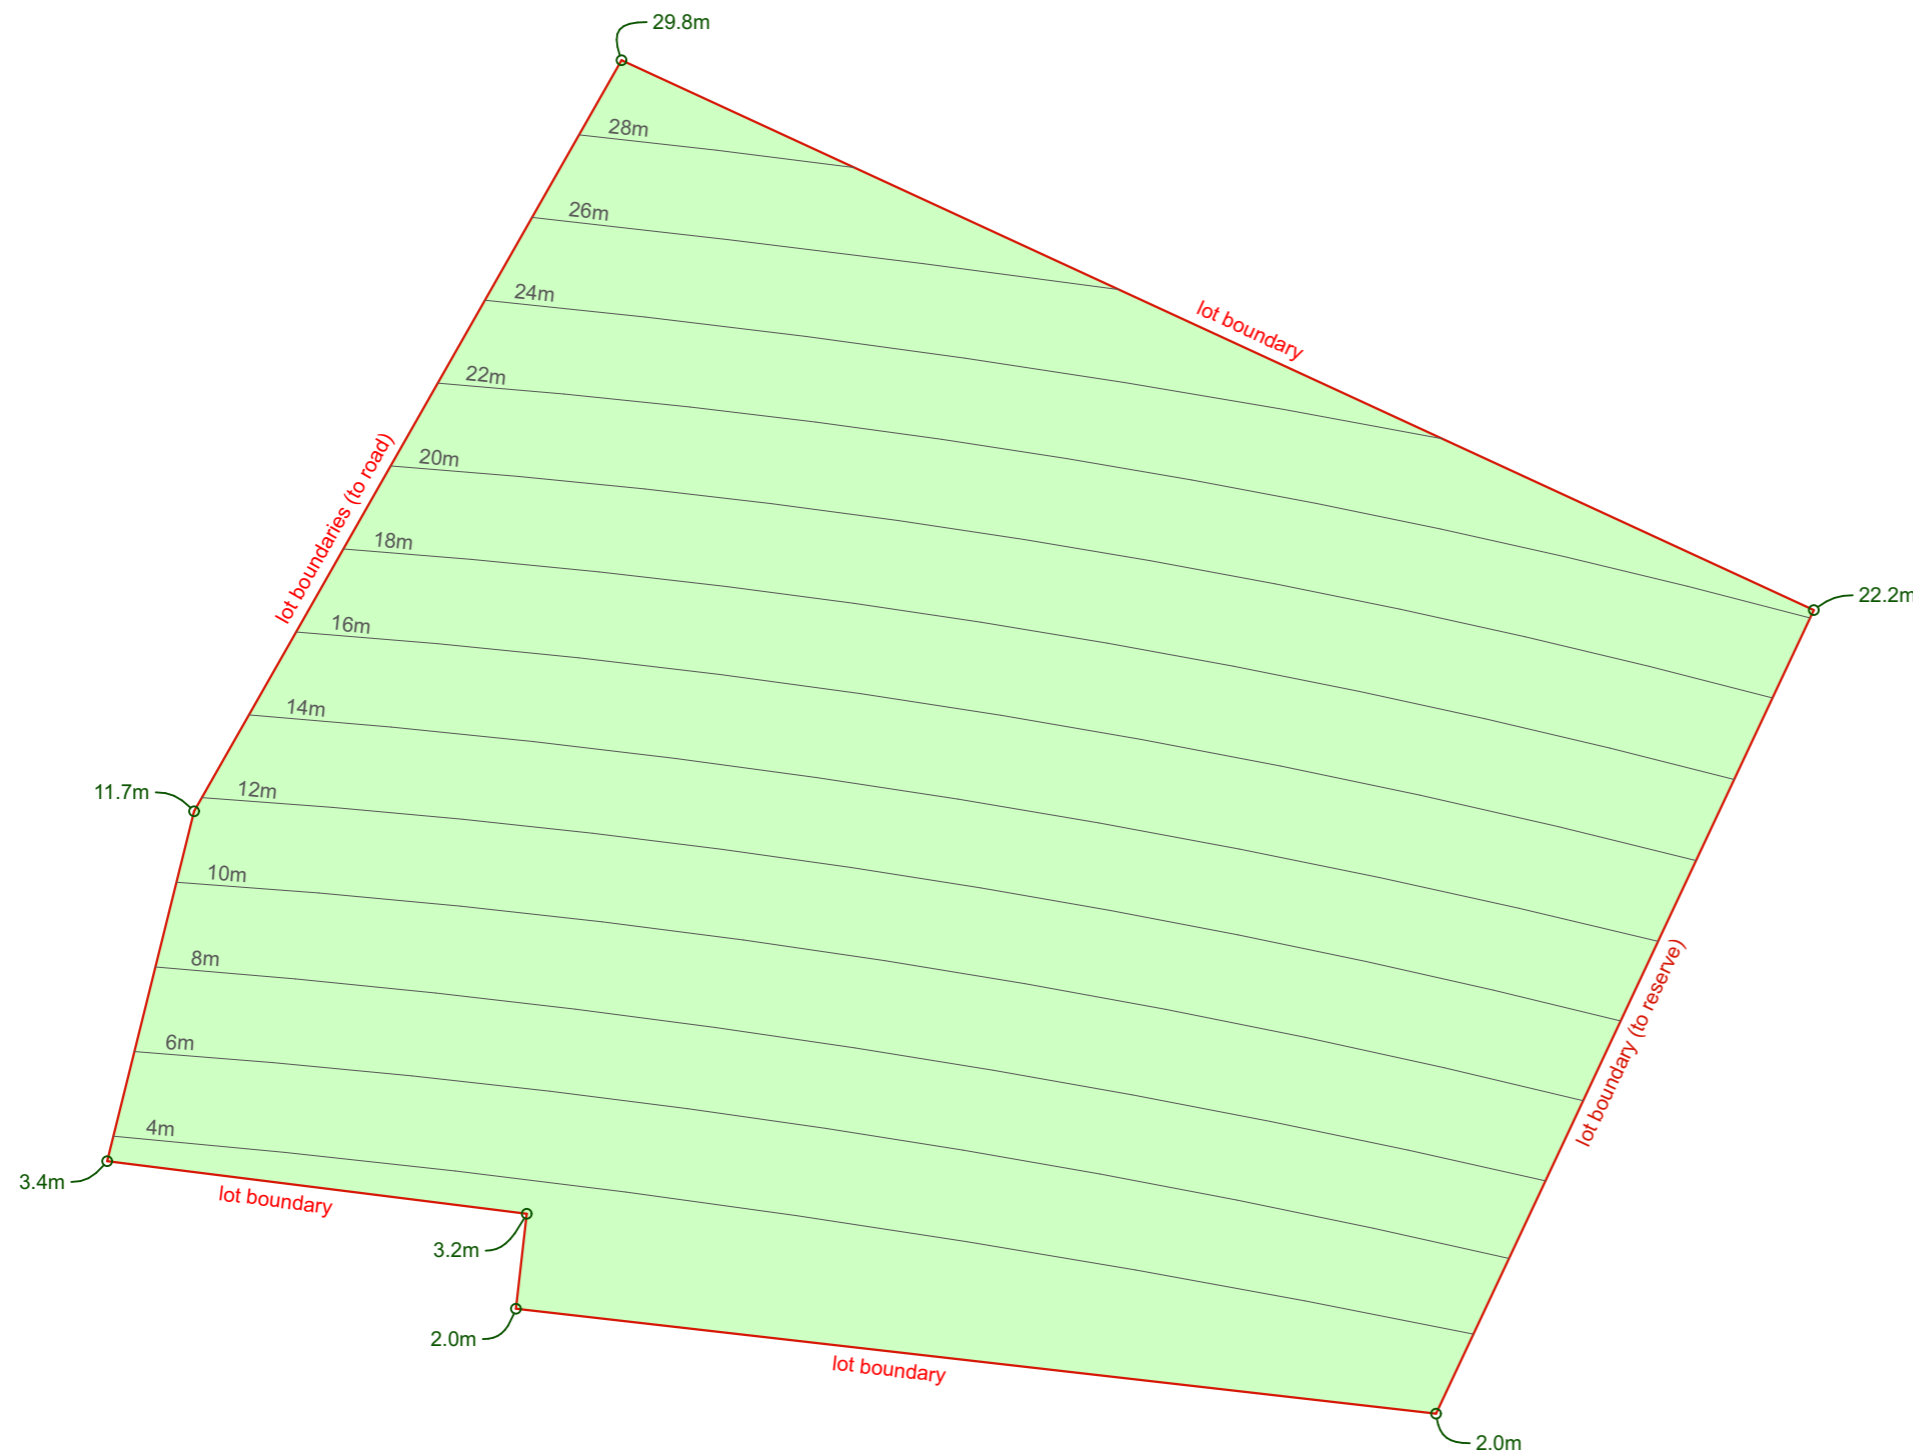 29.8m
28m
26m
24m
lot boundary
22m
20m
lot boundaries (to road)
18m
22.2m
16m
14m
11.7m
12m
10m
8m
lot boundary (to reserve)
6m
4m
3.4m
lot boundary
3.2m
2.0m
lot boundary
2.0m